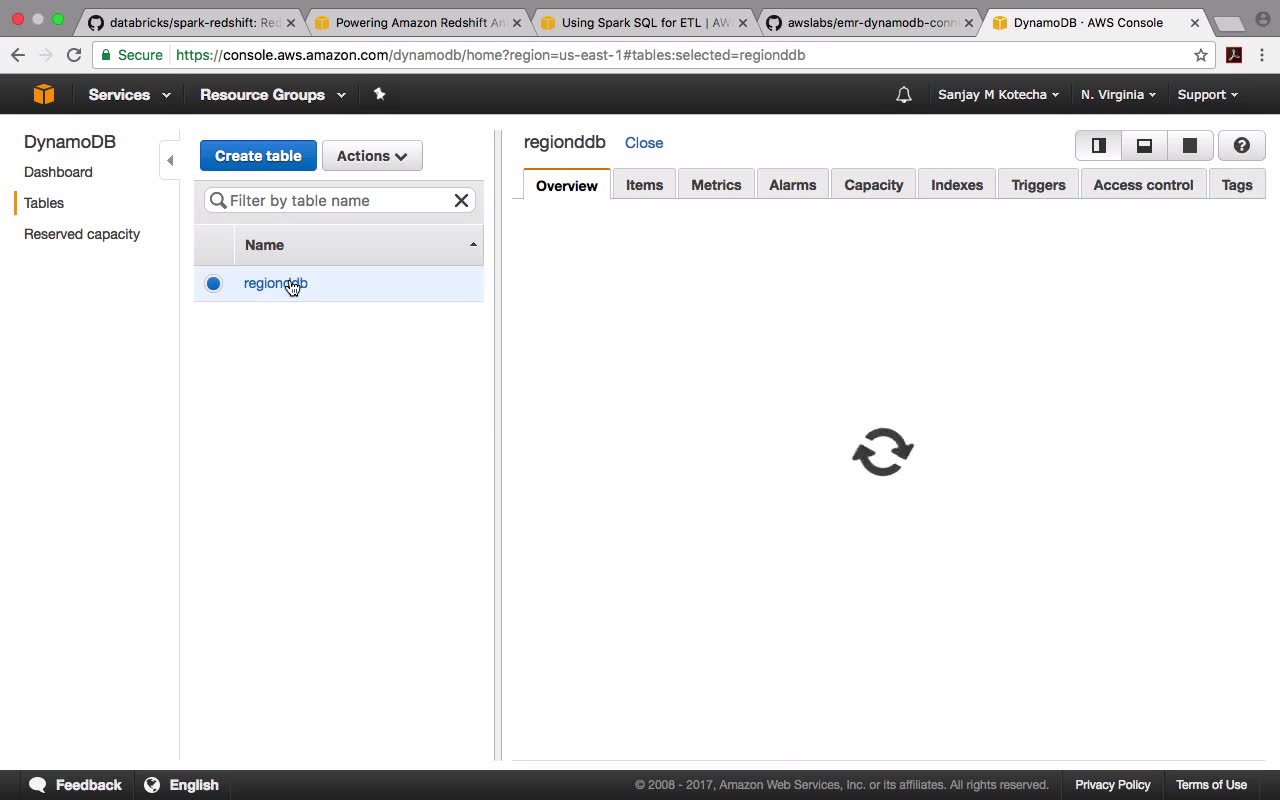 databricks/spark-redshift: Red
Powering Amazon Redshift An
Using Spark SQL for ETL | AW
awslabs/emr-dynamodb-conn
DynamoDB · AWS Console
Secure
https://console.aws.amazon.com/dynamodb/home?region=us-east-1#tables:selected=regionddb
Services
Resource Groups
Sanjay M Kotecha
N. Virginia
Support
DynamoDB
Dashboard
Tables
Reserved capacity
Create table
Actions
Filter by table name
Name
regionddb
regionddb
Close
Overview
Items
Metrics
Alarms
Capacity
Indexes
Triggers
Access control
Tags
Feedback
English
© 2008 - 2017, Amazon Web Services, Inc. or its affiliates. All rights reserved.
Privacy Policy
Terms of Use